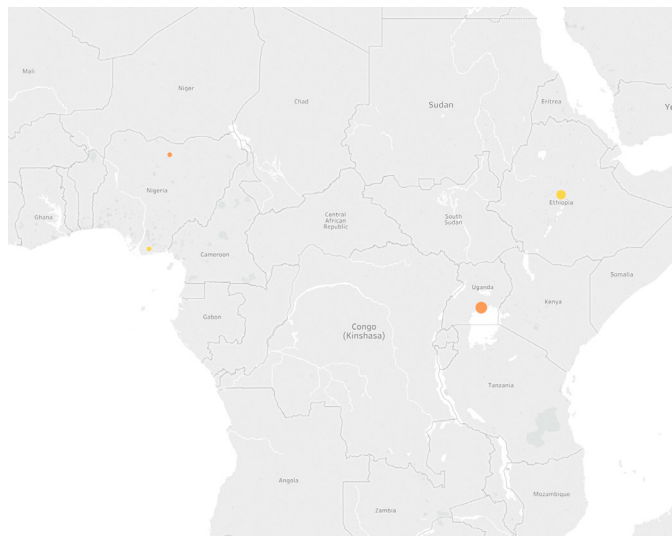 Mali
Niger
Chad
Sudan
Eritrea
Ye
Nigeria
Ghana
Ethiopia
Central
African
Republic
South
Sudan
Cameroon
Somalia
Uganda
Kenya
Gabon
Congo
(Kinshasa)
Tanzania
Angola
Mozambique
Zambia